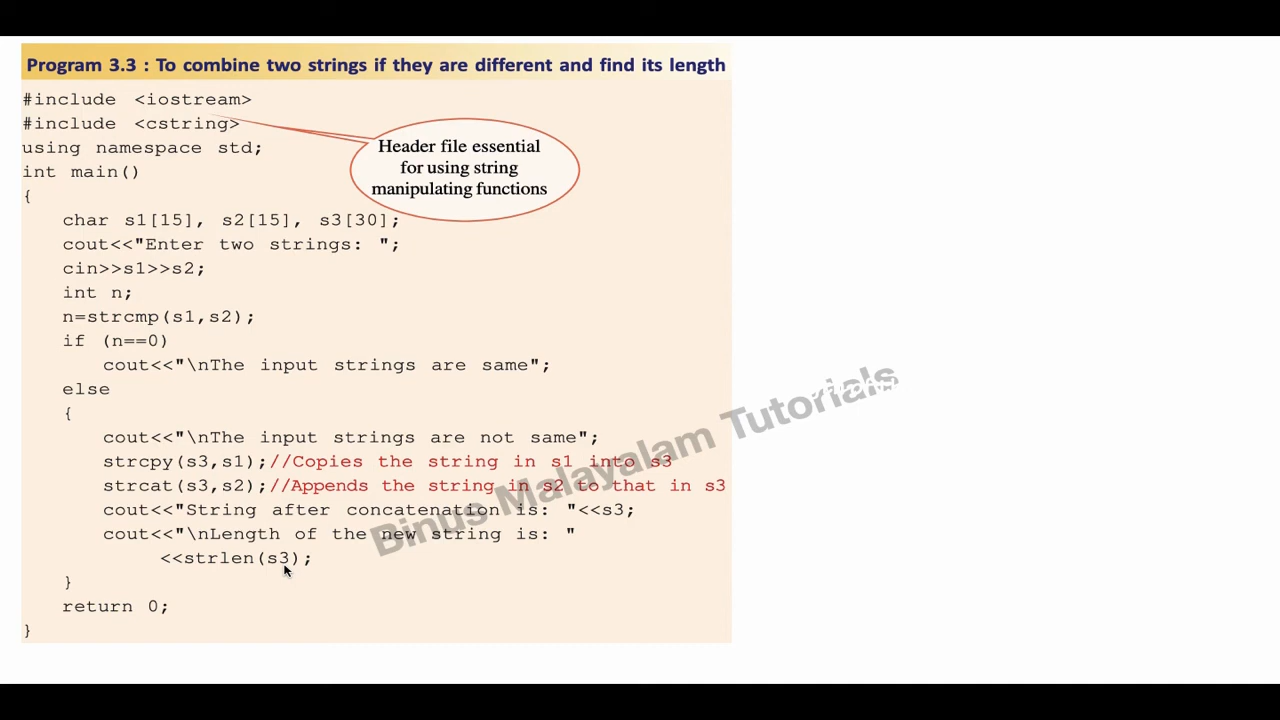 Program 3.3 : To combine two strings if they are different and find its length
#include <iostream>
#include <cstring>
using namespace std;
int main()
{
char s1[15], s2[15], s3[30];
cout<<"Enter two strings: ";
cin>>s1>>s2;
int n;
n=strcmp(s1,s2);
if (n==0)
cout<<"\nThe input strings are same";
else
{
cout<<"\nThe input strings are not same";
strcpy(s3,s1);//Copies the string in s1 into s3
strcat(s3,s2);//Appends the string in s2 to that in s3
cout<<"String after concatenation is: "<<s3;
cout<<"\nLength of the new string is: "
<<strlen(s3);
}
return 0;
}
Header file essential
for using string
manipulating functions
Binus Malayalam Tutorials